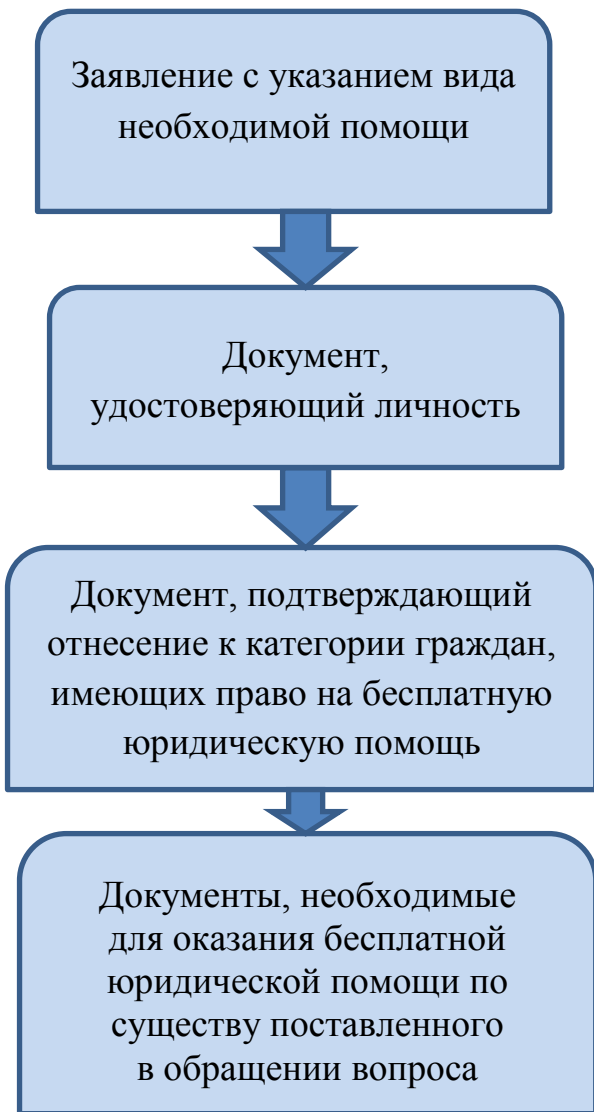 Заявление с указанием вида
необходимой помощи
Документ,
удостоверяющий личность
Документ, подтверждающий
отнесение к категории граждан,
имеющих право на бесплатную
юридическую помощь
Документы, необходимые
для оказания бесплатной
юридической помощи по
существу поставленного
в обращении вопроса